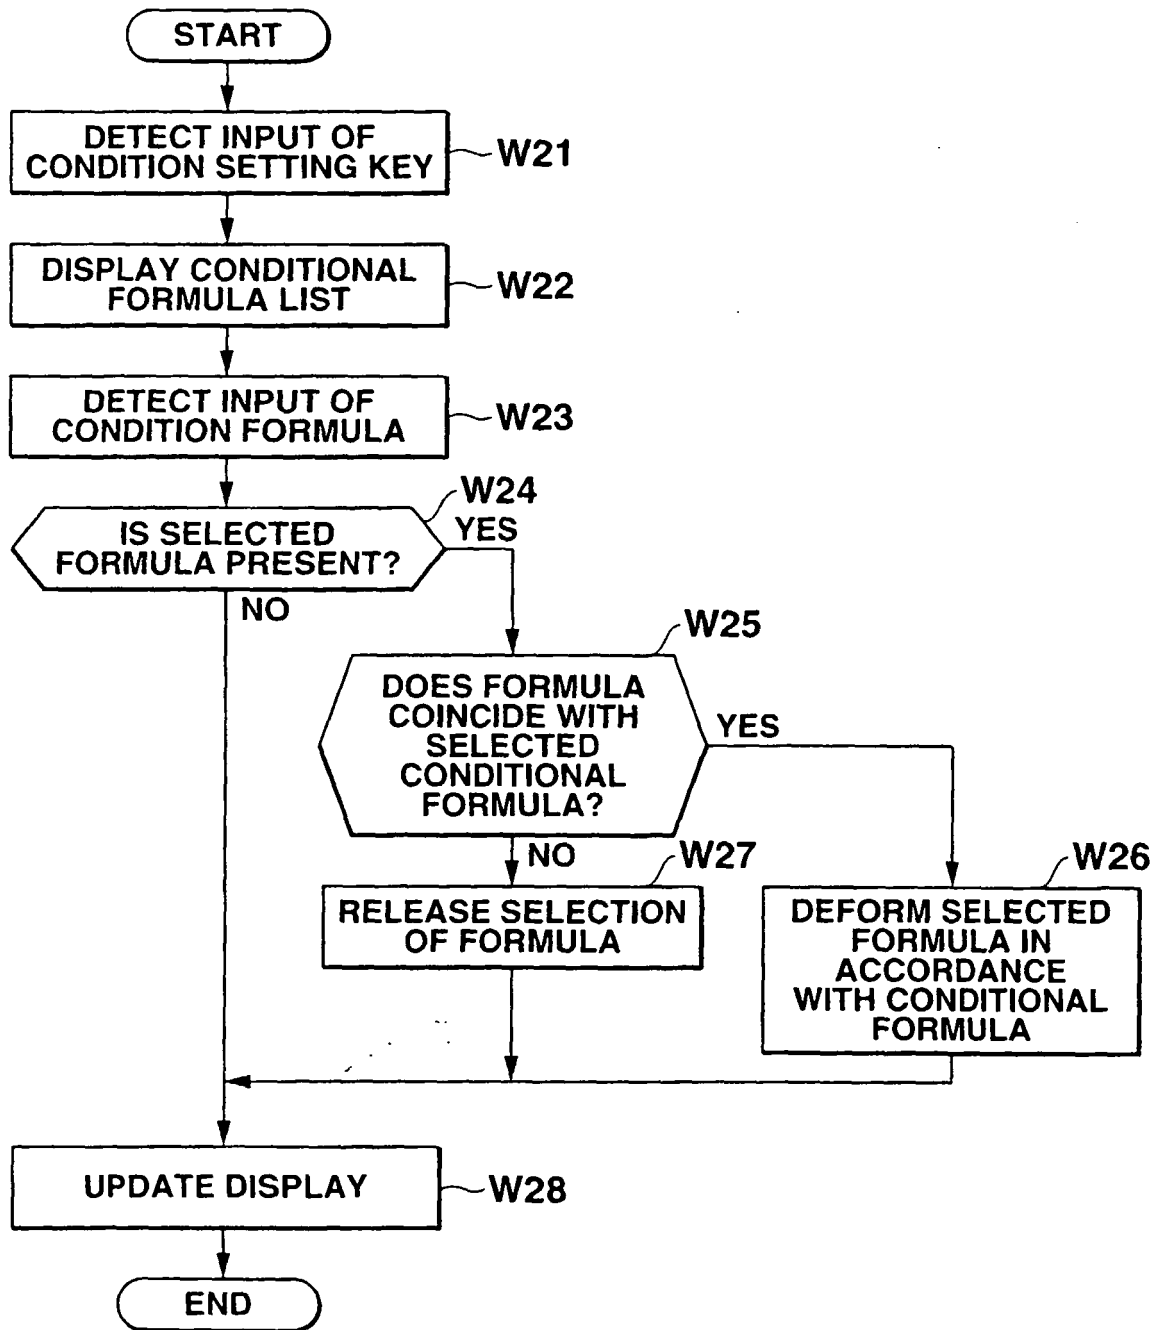 START
DETECT INPUT OF
CONDITION SETTING KEY
W21
DISPLAY CONDITIONAL
FORMULA LIST
W22
DETECT INPUT OF
CONDITION FORMULA
W23
W24
IS SELECTED
FORMULA PRESENT?
YES
NO
W25
DOES FORMULA
COINCIDE WITH
SELECTED
CONDITIONAL
FORMULA?
YES
NO
W27
RELEASE SELECTION
OF FORMULA
W26
DEFORM SELECTED
FORMULA IN
ACCORDANCE
WITH CONDITIONAL
FORMULA
UPDATE DISPLAY
W28
END